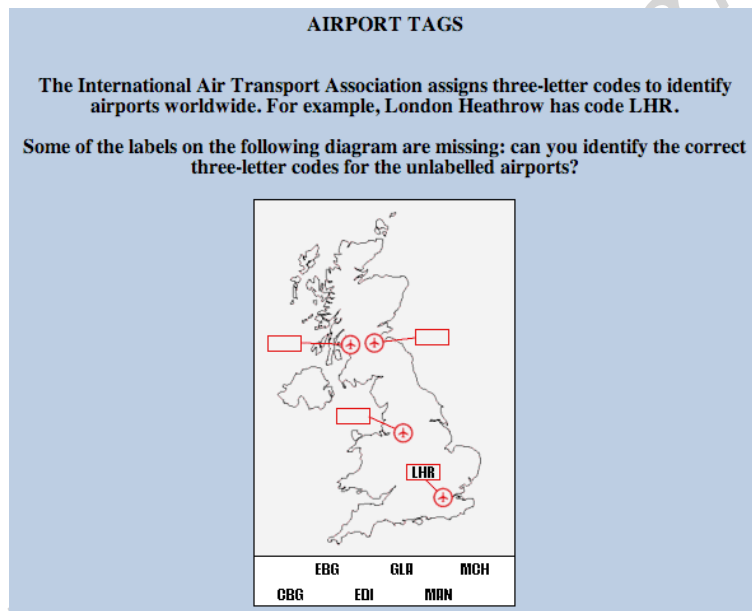 AIRPORT TAGS
The International Air Transport Association assigns three-letter codes to identify
airports worldwide. For example, London Heathrow has code LHR.
Some of the labels on the following diagram are missing: can you identify the correct
three-letter codes for the unlabelled airports?
LHR
EBG GLA MCH
CBG EDI MAN